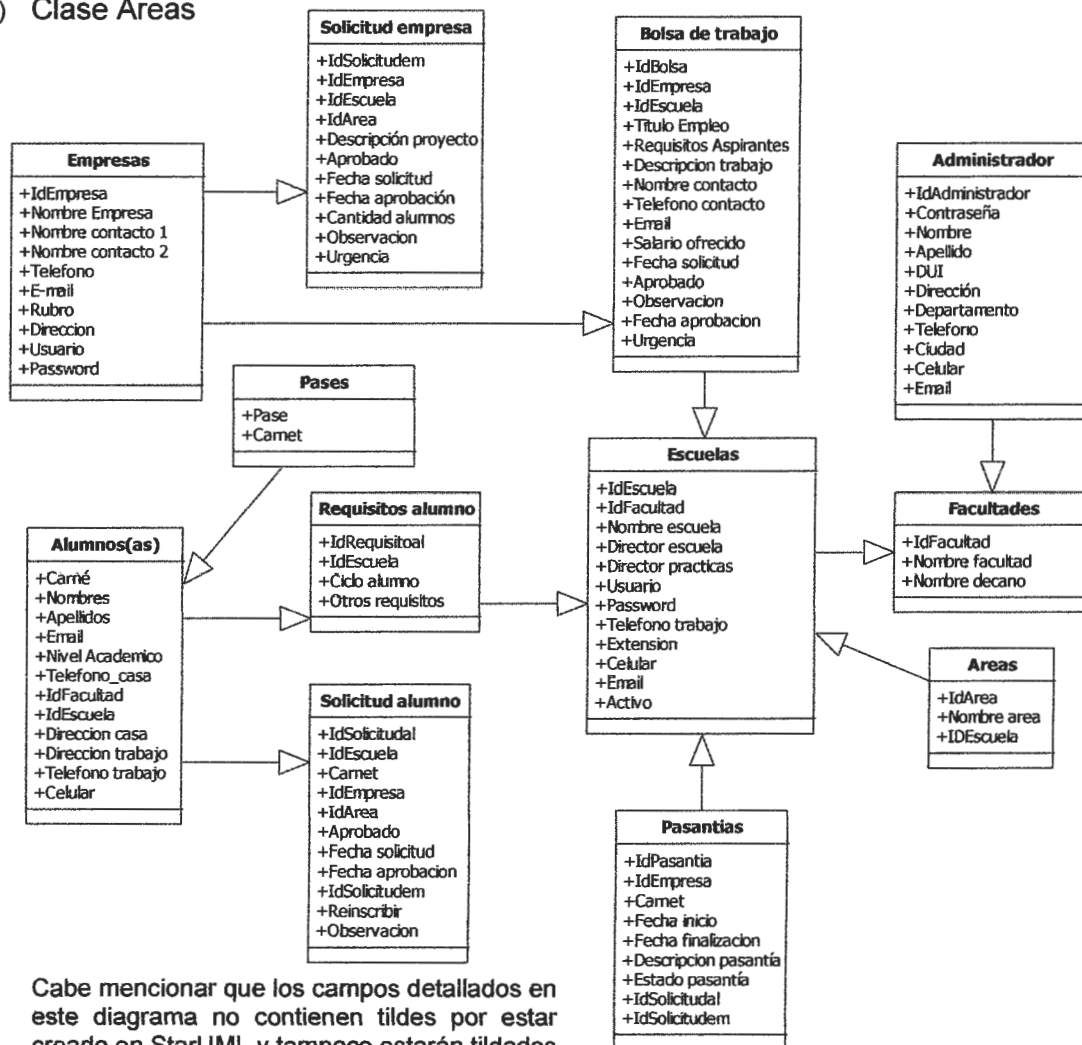 ) Clase Areas
Solicitud empresa
+IdSolicitudem
+IdEmpresa
+IdEscuela
+IdArea
+Descripción proyecto
+Aprobado
+Fecha solicitud
+Fecha aprobación
+Cantidad alumnos
+Observacion
+Urgencia
Bolsa de trabajo
+IdBolsa
+IdEmpresa
+IdEscuela
+Titulo Empleo
+Requisitos Aspirantes
+Descripcion trabajo
+Nombre contacto
+Telefono contacto
+Email
+Salario ofrecido
+Fecha solicitud
+Aprobado
+Observacion
+Fecha aprobacion
+Urgencia
Empresas
+IdEmpresa
+Nombre Empresa
+Nombre contacto 1
+Nombre contacto 2
+Telefono
+E-mail
+Rubro
+Direccion
+Usuario
+Password
Administrador
+IdAdministrador
+Contraseña
+Nombre
+Apellido
+DUI
+Dirección
+Departamento
+Telefono
+Ciudad
+Celular
+Email
Pases
+Pase
+Carnet
Escuelas
+IdEscuela
+IdFacultad
+Nombre escuela
+Director escuela
+Director practicas
+Usuario
+Password
+Telefono trabajo
+Extension
+Celular
+Email
+Activo
Requisitos alumno
+IdRequisitoal
+IdEscuela
+Ciclo alumno
+Otros requisitos
Facultades
+IdFacultad
+Nombre facultad
+Nombre decano
Alumnos(as)
+Carné
+Nombres
+Apellidos
+Email
+Nivel Academico
+Telefono_casa
+IdFacultad
+IdEscuela
+Direccion casa
+Direccion trabajo
+Telefono trabajo
+Celular
Areas
+IdArea
+Nombre area
+IDEscuela
Solicitud alumno
+IdSolicitudal
+IdEscuela
+Carnet
+IdEmpresa
+IdArea
+Aprobado
+Fecha solicitud
+Fecha aprobacion
+IdSolicitudem
+Reinscribir
+Observacion
Pasantias
+IdPasantia
+IdEmpresa
+Carnet
+Fecha inicio
+Fecha finalizacion
+Descripcion pasantía
+Estado pasantía
+IdSolicitudal
+IdSolicitudem
Cabe mencionar que los campos detallados en
este diagrama no contienen tildes por estar
creado en StarUML y tampoco estarán tildados